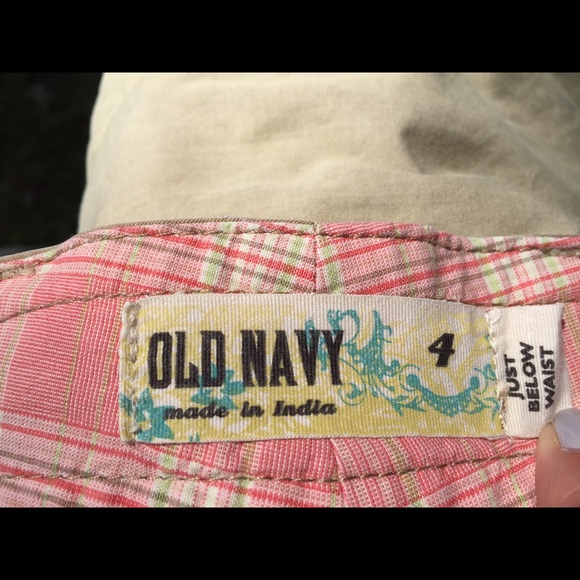 OLD NAVY
made in India
4
JUST
BELOW
WAIST